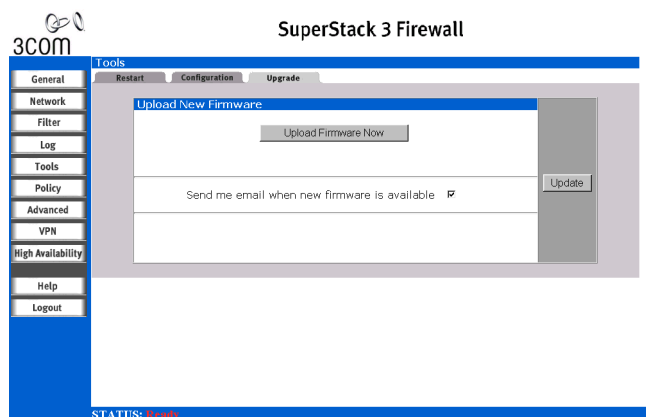 3COM
SuperStack 3 Firewall
Tools
Restart Configuration Upgrade
General
Network
Filter
Log
Tools
Policy
Advanced
VPN
High Availability
Help
Logout
Upload New Firmware
Upload Firmware Now
Send me email when new firmware is available
Update
STATUS: Ready